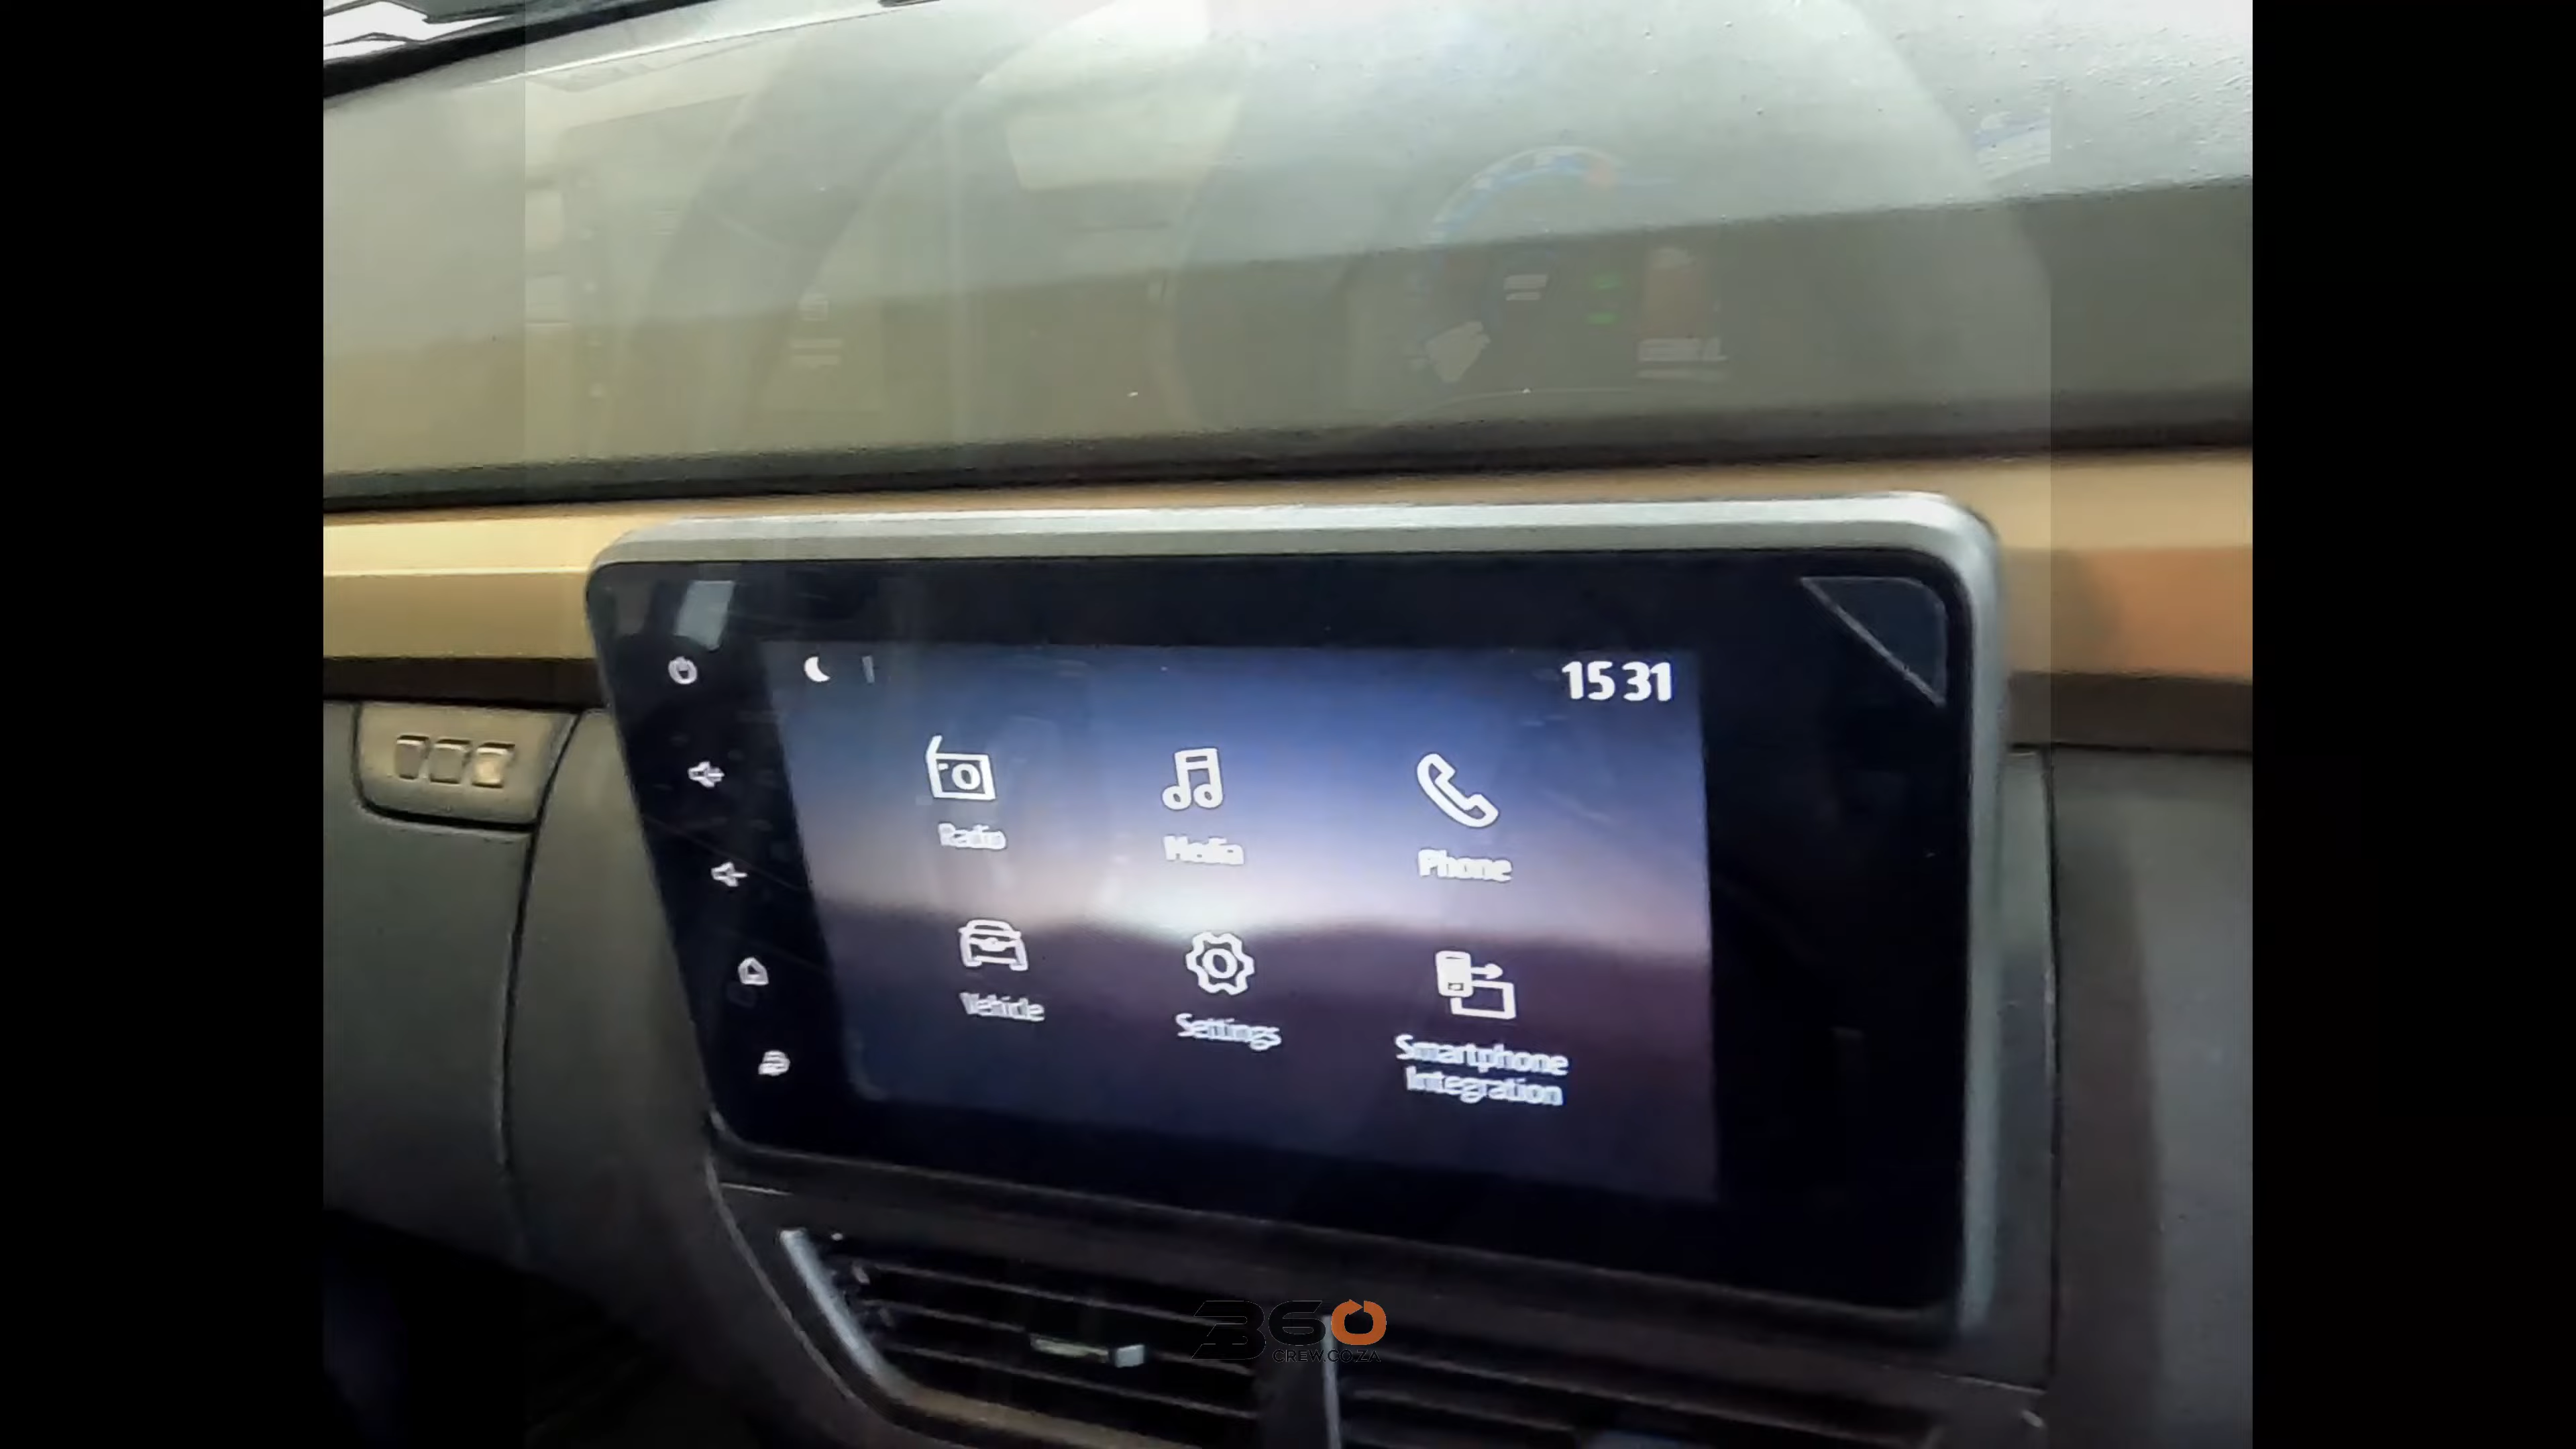 15 31
Radio
Media
Phone
Vehicle
Settings
Smartphone
Integration
360
CREW.CO.ZA